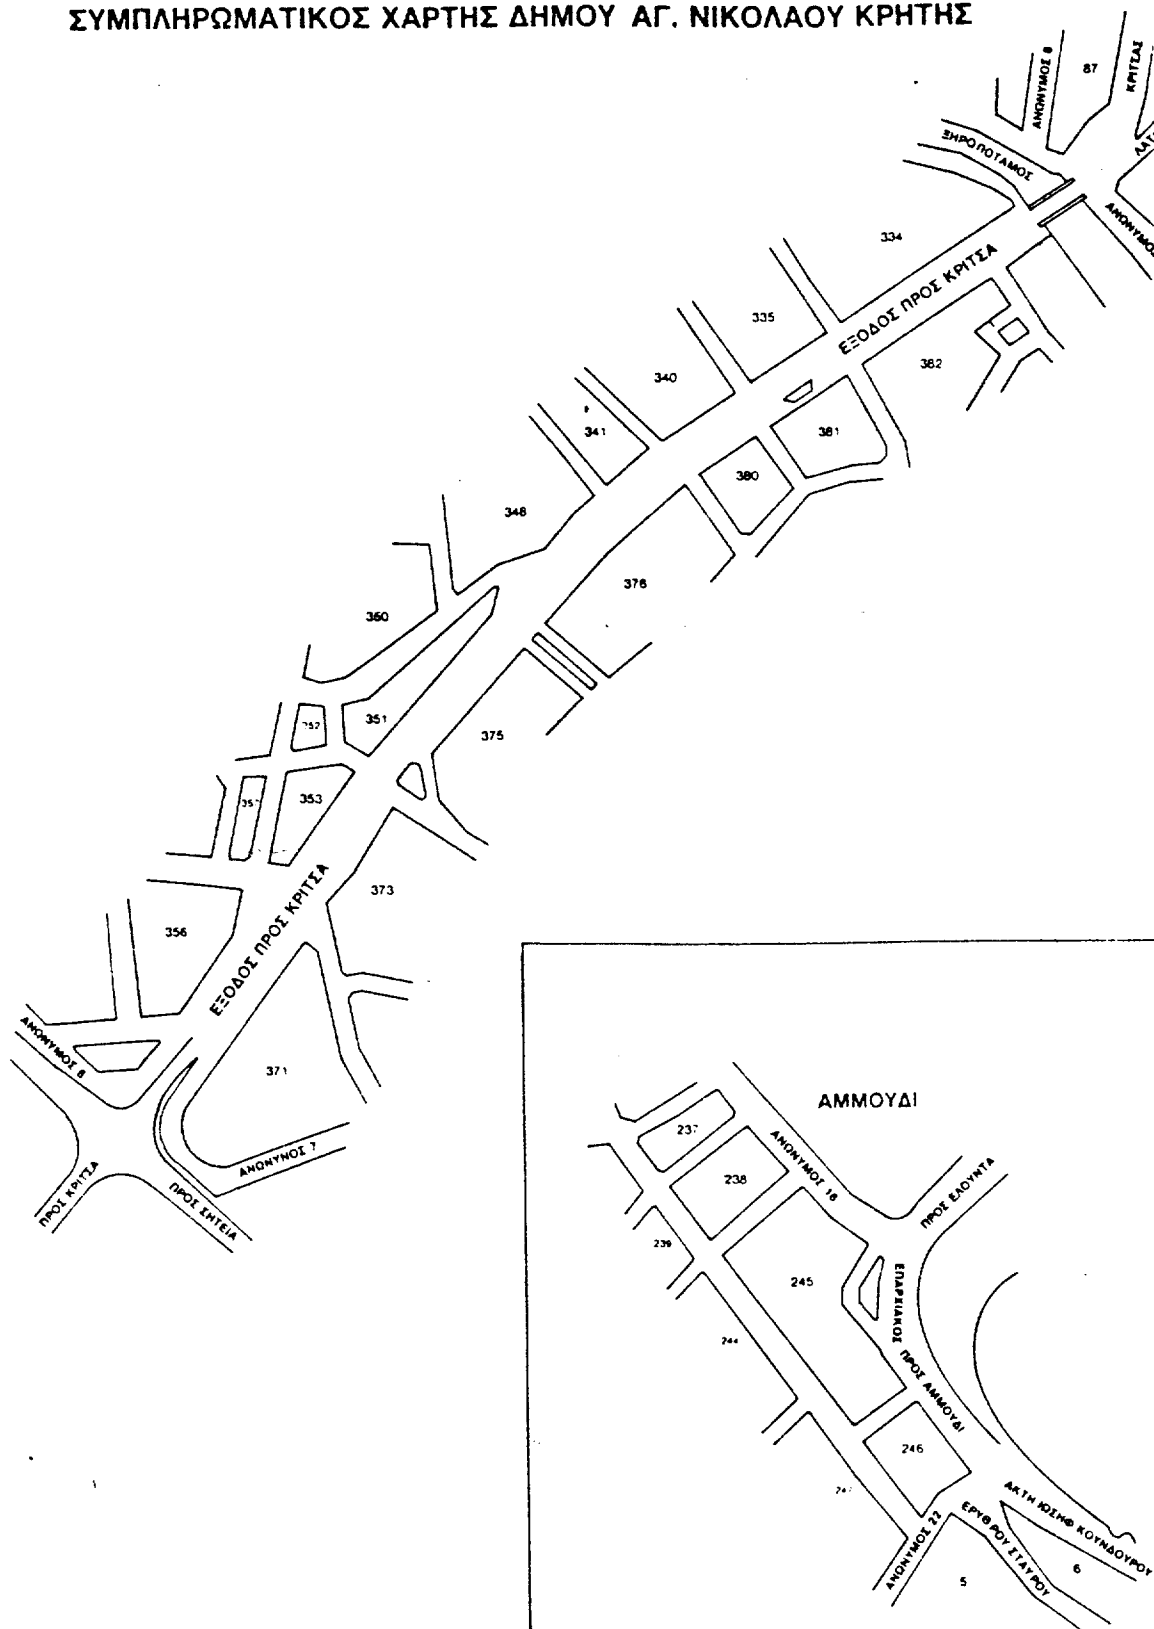 ΣΥΜΠΛΗΡΩΜΑΤΙΚΟΣ ΧΑΡΤΗΣ ΔΗΜΟΥ ΑΓ. ΝΙΚΟΛΑΟΥ ΚΡΗΤΗΣ
ΑΝΩΝΥΜΟΣ 8
87
ΚΡΙΤΣΑΣ
ΞΗΡΟΠΟΤΑΜΟΣ
ΑΝΩΝΥΜΟΣ
334
ΕΞΟΔΟΣ ΠΡΟΣ ΚΡΙΤΣΑ
335
382
340
341
381
380
348
376
360
351
352
375
353
373
356
ΕΞΟΔΟΣ ΠΡΟΣ ΚΡΙΤΣΑ
ΑΝΩΝΥΜΟΣ 6
371
ΑΝΩΝΥΝΟΣ 7
ΠΡΟΣ ΚΡΙΤΣΑ
ΠΡΟΣ ΣΗΤΕΙΑ
ΑΜΜΟΥΔΙ
237
ΑΝΩΝΥΜΟΣ 16
238
ΠΡΟΣ ΕΛΟΥΝΤΑ
239
245
ΕΠΑΡΧΙΑΚΟΣ
244
ΠΡΟΣ ΑΜΜΟΥΔΙ
246
ΑΚΤΗ ΙΩΣΗΦ ΚΟΥΝΔΟΥΡΟΥ
ΑΝΩΝΥΜΟΣ 22
ΕΡΥΘΡΟΥ ΣΤΑΥΡΟΥ
5
6